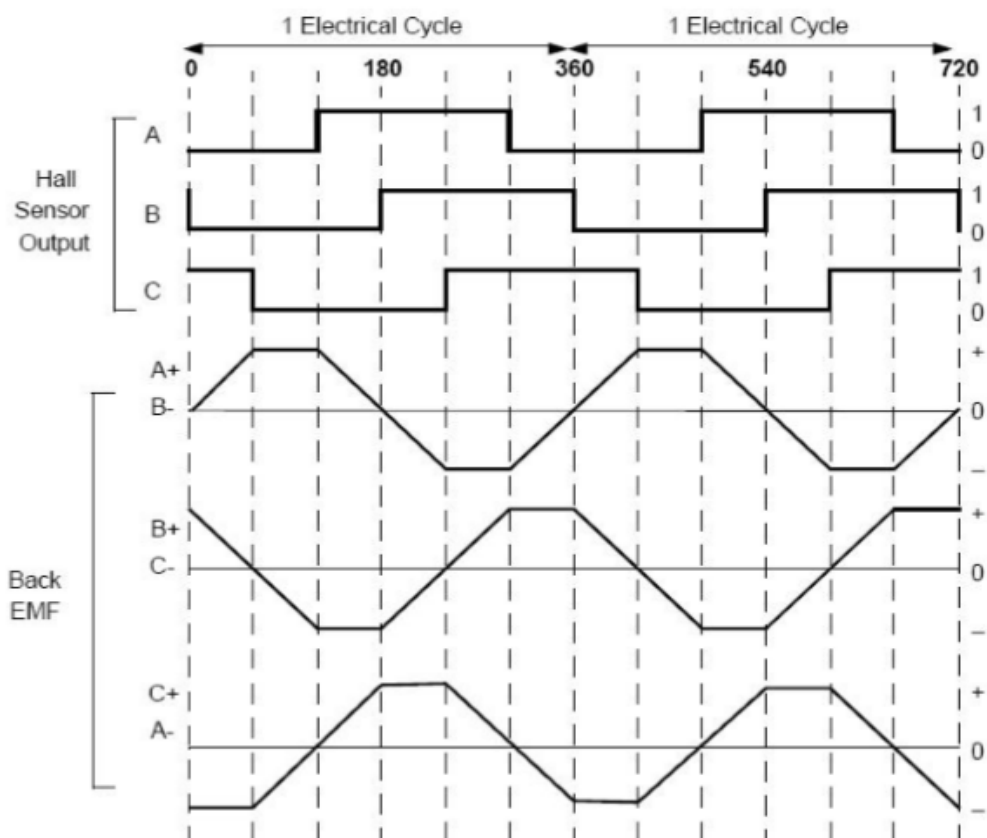 1 Electrical Cycle 1 Electrical Cycle
0 180 360 540 720
A 1
0
Hall
Sensor
Output
B 1
0
C 1
0
A+ +
B- 0
–
B+ +
C- 0
–
Back
EMF
C+ +
A- 0
–